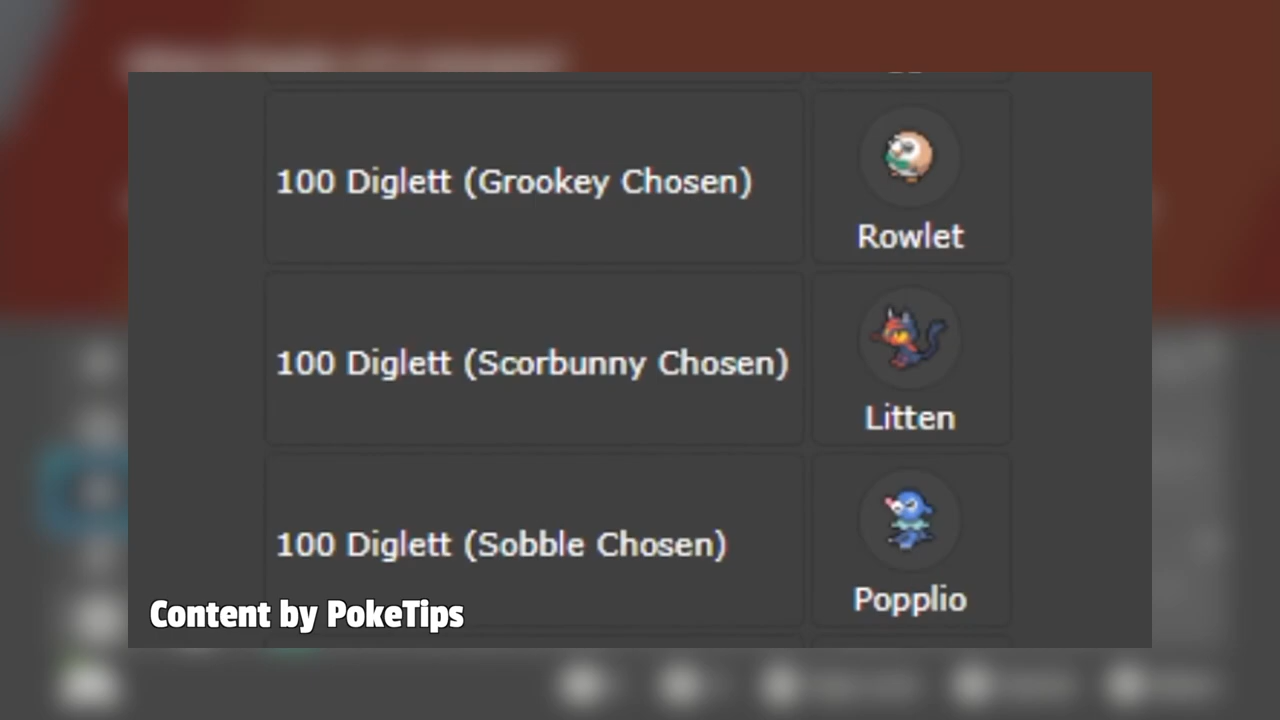 100 Diglett (Grookey Chosen)
Rowlet
100 Diglett (Scorbunny Chosen)
Litten
100 Diglett (Sobble Chosen)
Popplio
Content by PokeTips